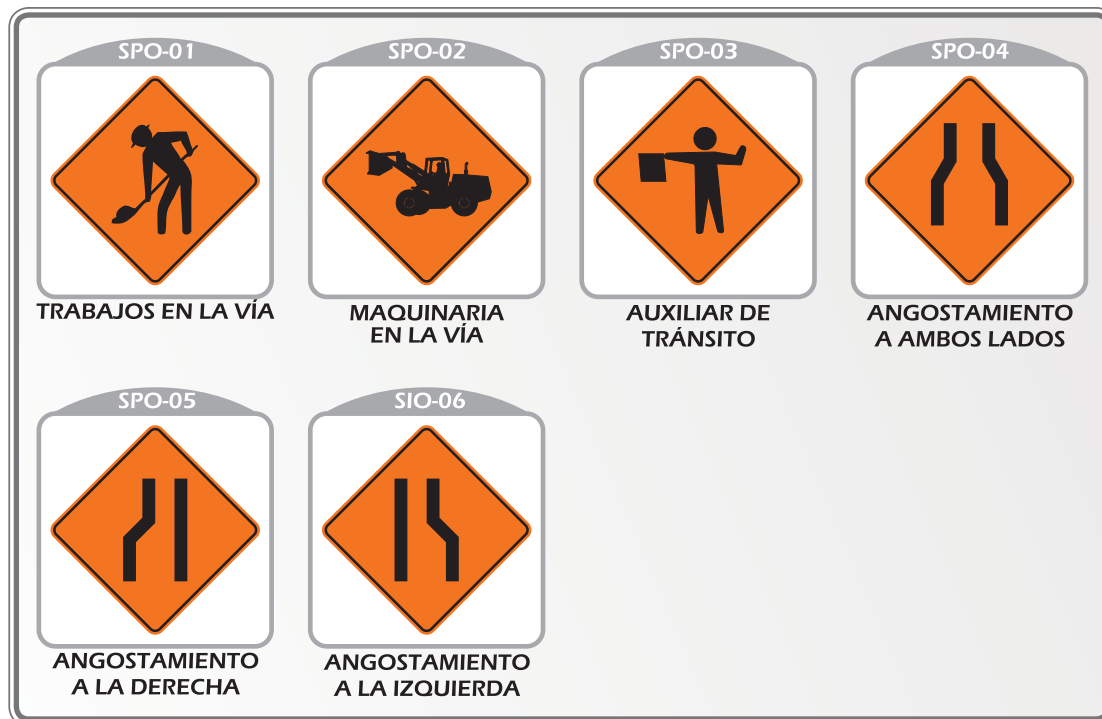 SPO-01
SPO-02
SPO-03
SPO-04
TRABAJOS EN LA VÍA
MAQUINARIA
EN LA VÍA
AUXILIAR DE
TRÁNSITO
ANGOSTAMIENTO
A AMBOS LADOS
SPO-05
SIO-06
ANGOSTAMIENTO
A LA DERECHA
ANGOSTAMIENTO
A LA IZQUIERDA